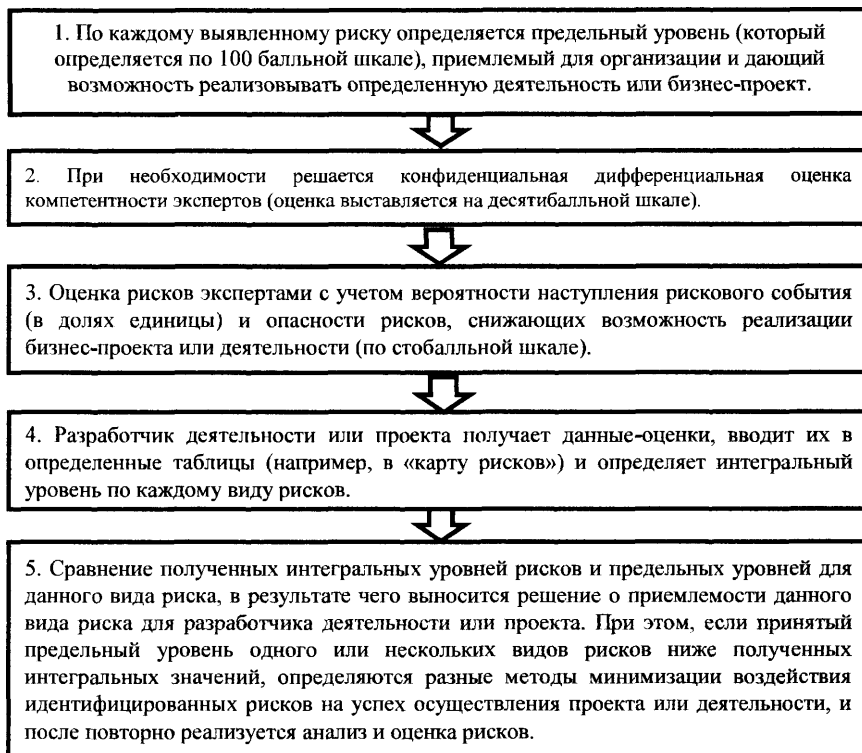 1. По каждому выявленному риску определяется предельный уровень (который
определяется по 100 балльной шкале), приемлемый для организации и дающий
возможность реализовывать определенную деятельность или бизнес-проект.
2. При необходимости решается конфиденциальная дифференциальная оценка
компетентности экспертов (оценка выставляется на десятибалльной шкале).
3. Оценка рисков экспертами с учетом вероятности наступления рискового события
(в долях единицы) и опасности рисков, снижающих возможность реализации
бизнес-проекта или деятельности (по стобалльной шкале).
4. Разработчик деятельности или проекта получает данные-оценки, вводит их в
определенные таблицы (например, в «карту рисков») и определяет интегральный
уровень по каждому виду рисков.
5. Сравнение полученных интегральных уровней рисков и предельных уровней для
данного вида риска, в результате чего выносится решение о приемлемости данного
вида риска для разработчика деятельности или проекта. При этом, если принятый
предельный уровень одного или нескольких видов рисков ниже полученных
интегральных значений, определяются разные методы минимизации воздействия
идентифицированных рисков на успех осуществления проекта или деятельности, и
после повторно реализуется анализ и оценка рисков.